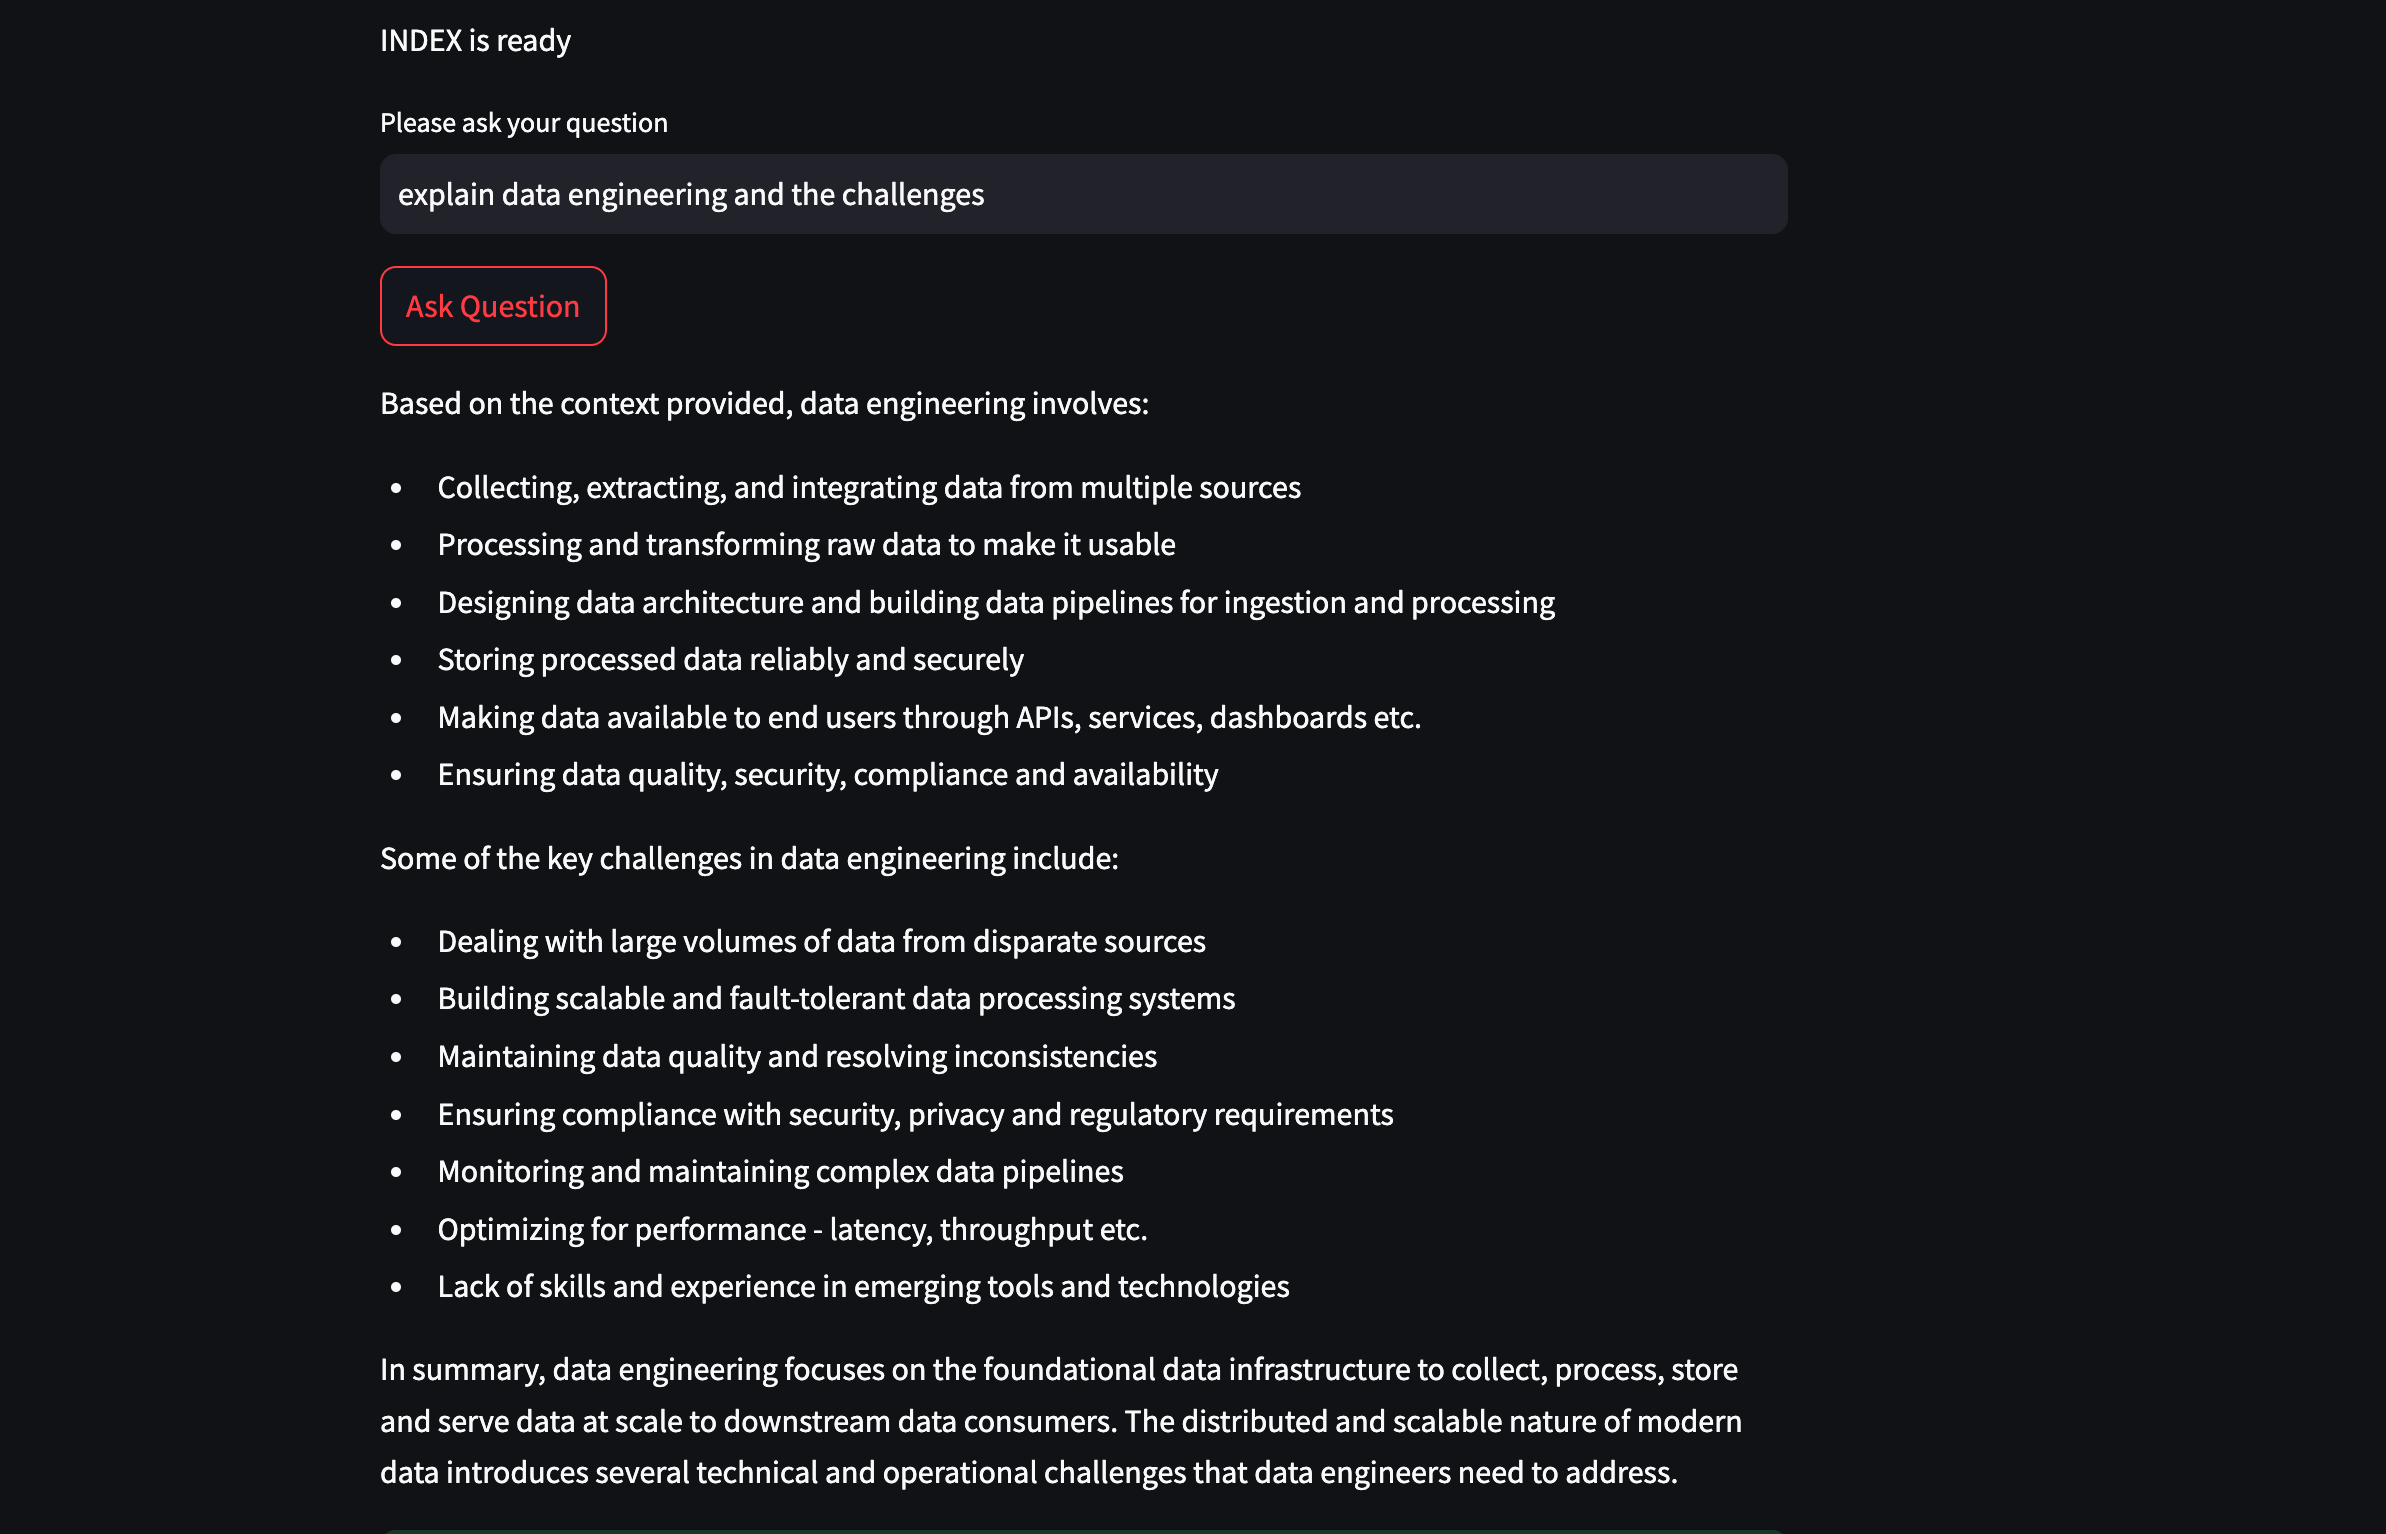 INDEX is ready
Please ask your question
explain data engineering and the challenges
Ask Question
Based on the context provided, data engineering involves:
• Collecting, extracting, and integrating data from multiple sources
• Processing and transforming raw data to make it usable
• Designing data architecture and building data pipelines for ingestion and processing
• Storing processed data reliably and securely
• Making data available to end users through APIs, services, dashboards etc.
• Ensuring data quality, security, compliance and availability
Some of the key challenges in data engineering include:
• Dealing with large volumes of data from disparate sources
• Building scalable and fault-tolerant data processing systems
• Maintaining data quality and resolving inconsistencies
• Ensuring compliance with security, privacy and regulatory requirements
• Monitoring and maintaining complex data pipelines
• Optimizing for performance - latency, throughput etc.
• Lack of skills and experience in emerging tools and technologies
In summary, data engineering focuses on the foundational data infrastructure to collect, process, store
and serve data at scale to downstream data consumers. The distributed and scalable nature of modern
data introduces several technical and operational challenges that data engineers need to address.